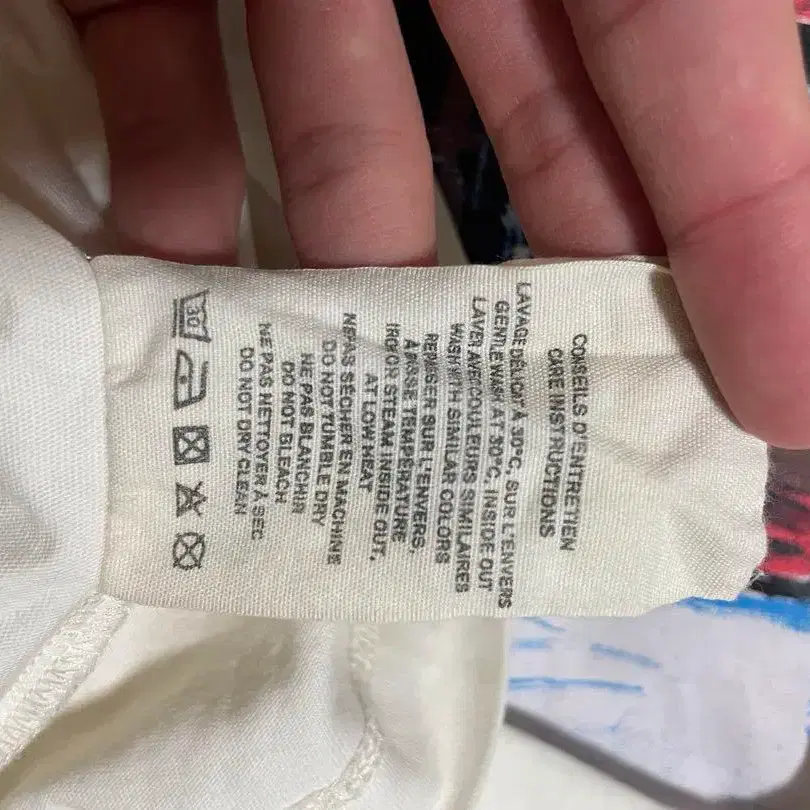 CONSEILS D'ENTRETIEN
CARE INSTRUCTIONS
LAVAGE DÉLICAT À 30°C, SUR L'ENVERS
GENTLE WASH AT 30°C, INSIDE OUT
LAVER AVEC COULEURS SIMILAIRES
WASH WITH SIMILAR COLORS
REPASSER SUR L'ENVERS,
À BASSE TEMPÉRATURE
IRON OR STEAM INSIDE OUT,
AT LOW HEAT
NE PAS SÉCHER EN MACHINE
DO NOT TUMBLE DRY
NE PAS BLANCHIR
DO NOT BLEACH
NE PAS NETTOYER À SEC
DO NOT DRY CLEAN
30